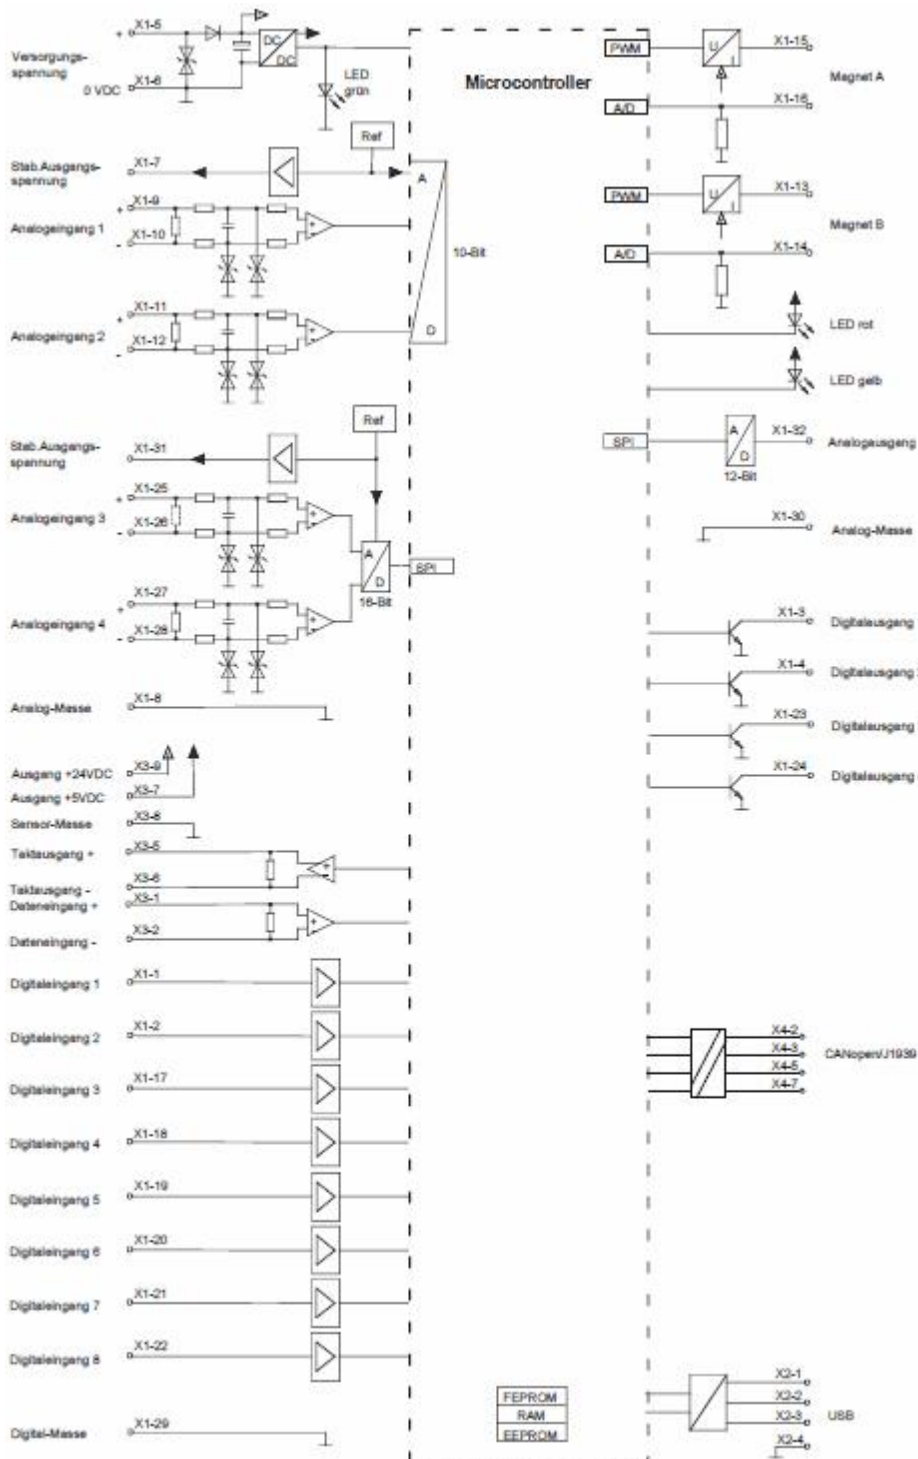 X1-5
+
Versorgungs-
spannung
X1-6
0 VDC
DC
DC
LED
grün
Microcontroller
PWM
U
I
X1-15
Magnet A
A/D
X1-16
Ref
Stab.Ausgangs-
spannung
X1-7
A
D
10-Bit
Analogeingang 1
+
X1-9
-
X1-10
+
-
PWM
U
I
X1-13
Magnet B
A/D
X1-14
Analogeingang 2
+
X1-11
-
X1-12
+
-
LED rot
LED gelb
Ref
Stab.Ausgangs-
spannung
X1-31
SPI
A
D
12-Bit
X1-32
Analogausgang
Analogeingang 3
+
X1-25
-
X1-26
+
-
X1-30
Analog-Masse
A
D
16-Bit
SPI
Analogeingang 4
+
X1-27
-
X1-28
+
-
X1-3
Digitalausgang
X1-4
Digitalausgang
X1-23
Digitalausgang
X1-24
Digitalausgang
Analog-Masse
X1-8
Ausgang +24VDC
X3-9
Ausgang +5VDC
X3-7
Sensor-Masse
X3-8
Taktausgang +
X3-5
+
Taktausgang -
X3-6
Dateneingang +
X3-1
+
Dateneingang -
X3-2
Digitaleingang 1
X1-1
Digitaleingang 2
X1-2
Digitaleingang 3
X1-17
Digitaleingang 4
X1-18
Digitaleingang 5
X1-19
Digitaleingang 6
X1-20
Digitaleingang 7
X1-21
Digitaleingang 8
X1-22
Digital-Masse
X1-29
X4-2
X4-3
X4-5
X4-7
CANopen/J1939
FEPROM
RAM
EEPROM
X2-1
X2-2
X2-3
X2-4
USB